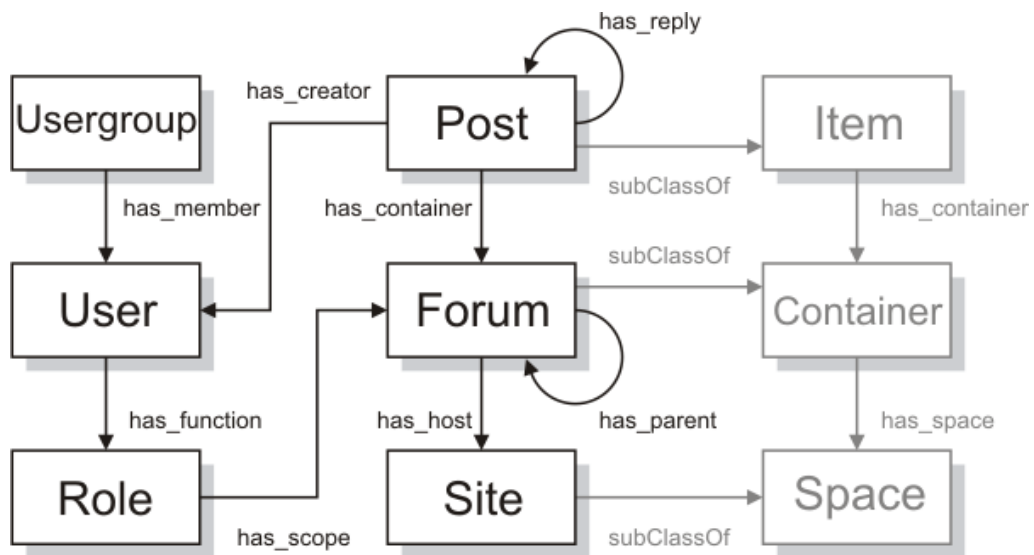 has_reply
has_creator
Usergroup
Post
Item
subClassOf
has_member
has_container
has_container
subClassOf
User
Forum
Container
has_function
has_host
has_parent
has_space
Role
Site
Space
has_scope
subClassOf